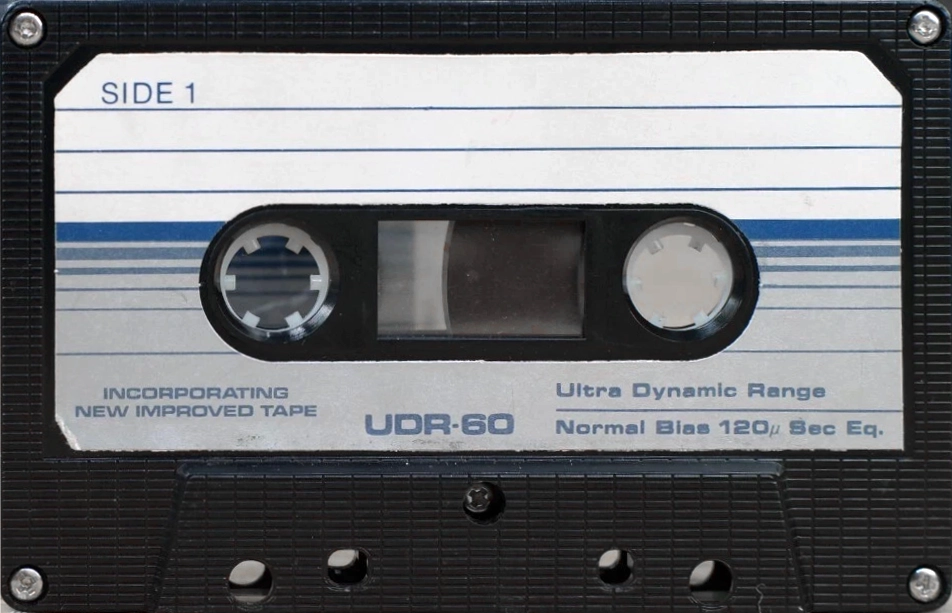 SIDE 1
INCORPORATING
NEW IMPROVED TAPE
UDR-60
Ultra Dynamic Range
Normal Bias 120μ Sec Eq.